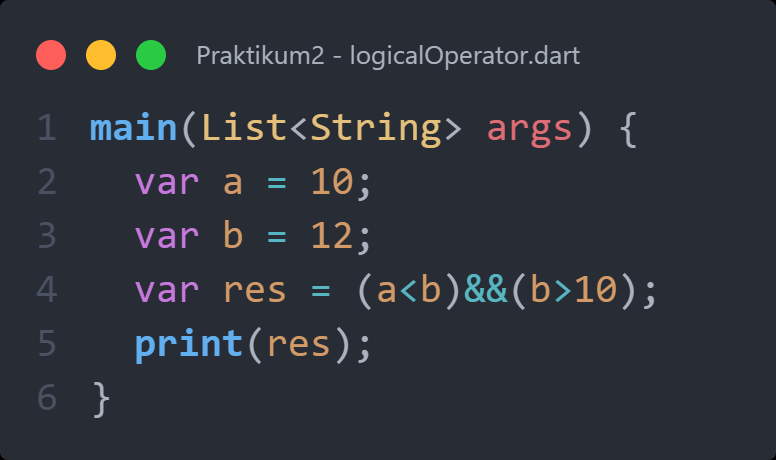 Praktikum2 - logicalOperator.dart
1 main(List<String> args) {
2   var a = 10;
3   var b = 12;
4   var res = (a<b)&&(b>10);
5   print(res);
6 }